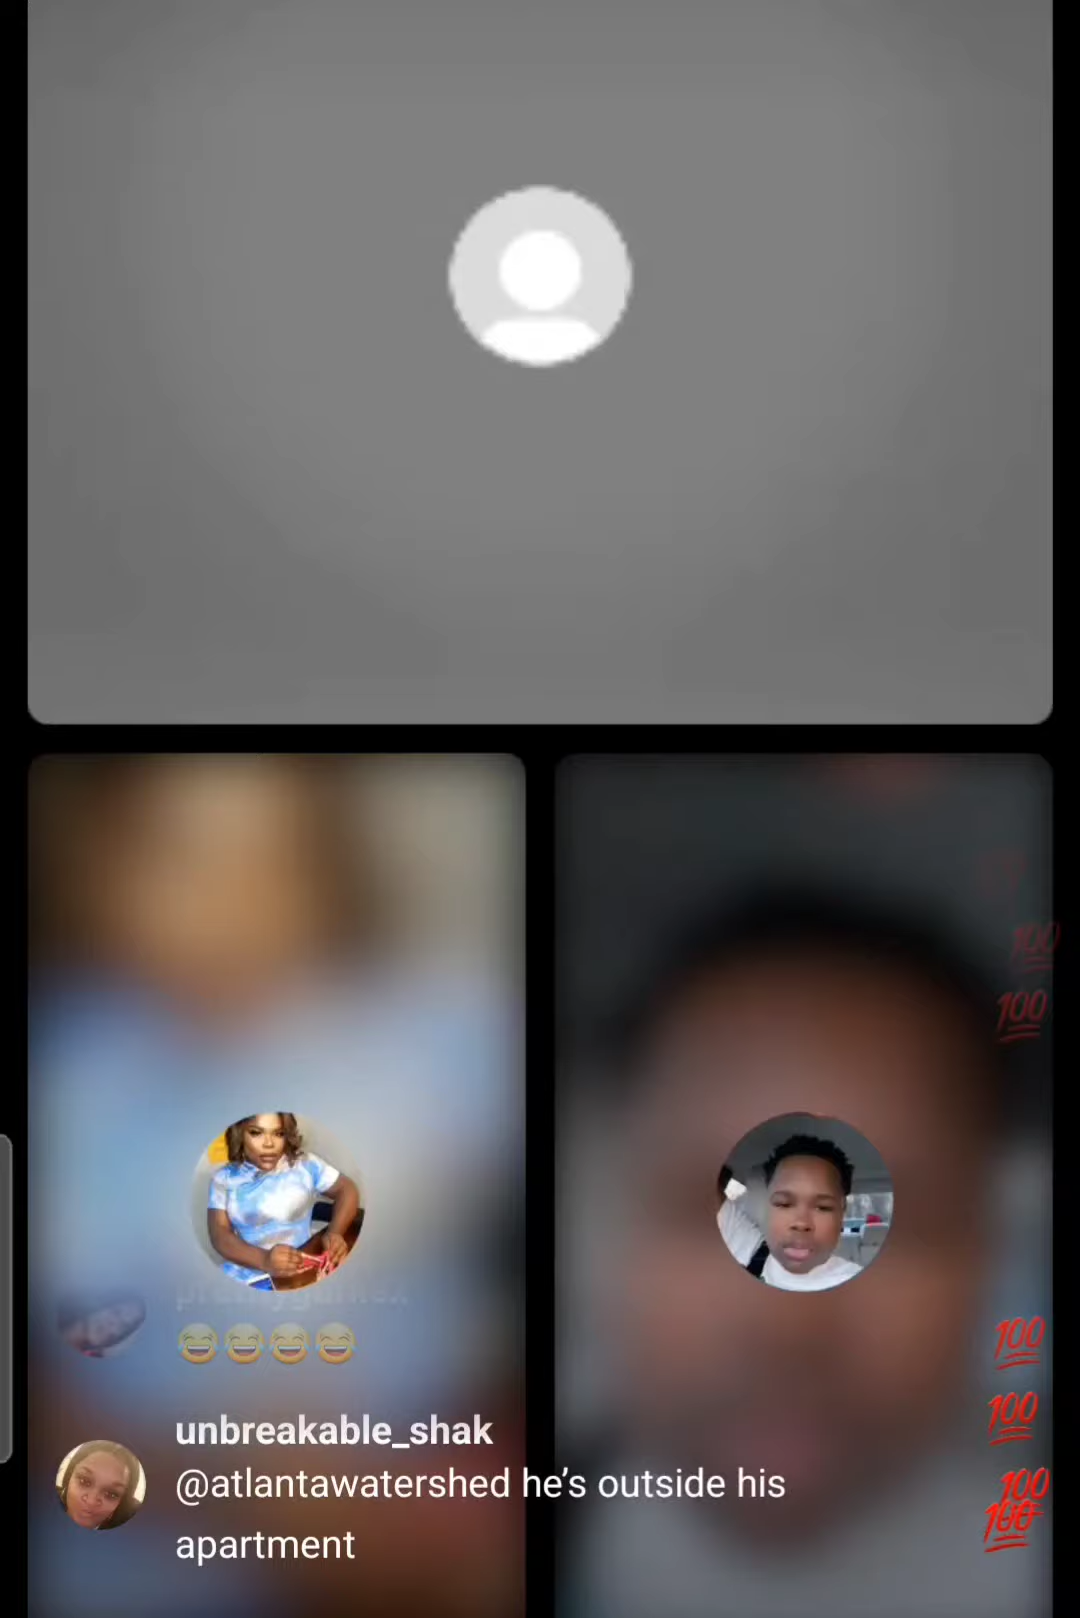 😂😂😂😂
unbreakable_shak
@atlantawatershed he’s outside his
apartment
💯
💯
💯
💯
💯
💯